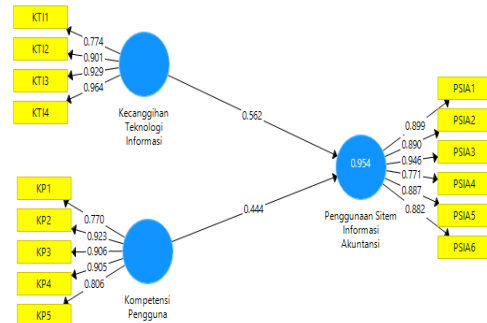 KTI1
KTI2
KTI3
KTI4
0.774
0.901
0.929
0.964
Kecanggihan
Teknologi
Informasi
0.562
KP1
KP2
KP3
KP4
KP5
0.770
0.923
0.906
0.905
0.806
Kompetensi
Pengguna
0.444
0.954
Penggunaan Sitem
Informasi
Akuntansi
0.899
0.890
0.946
0.771
0.887
0.882
PSIA1
PSIA2
PSIA3
PSIA4
PSIA5
PSIA6